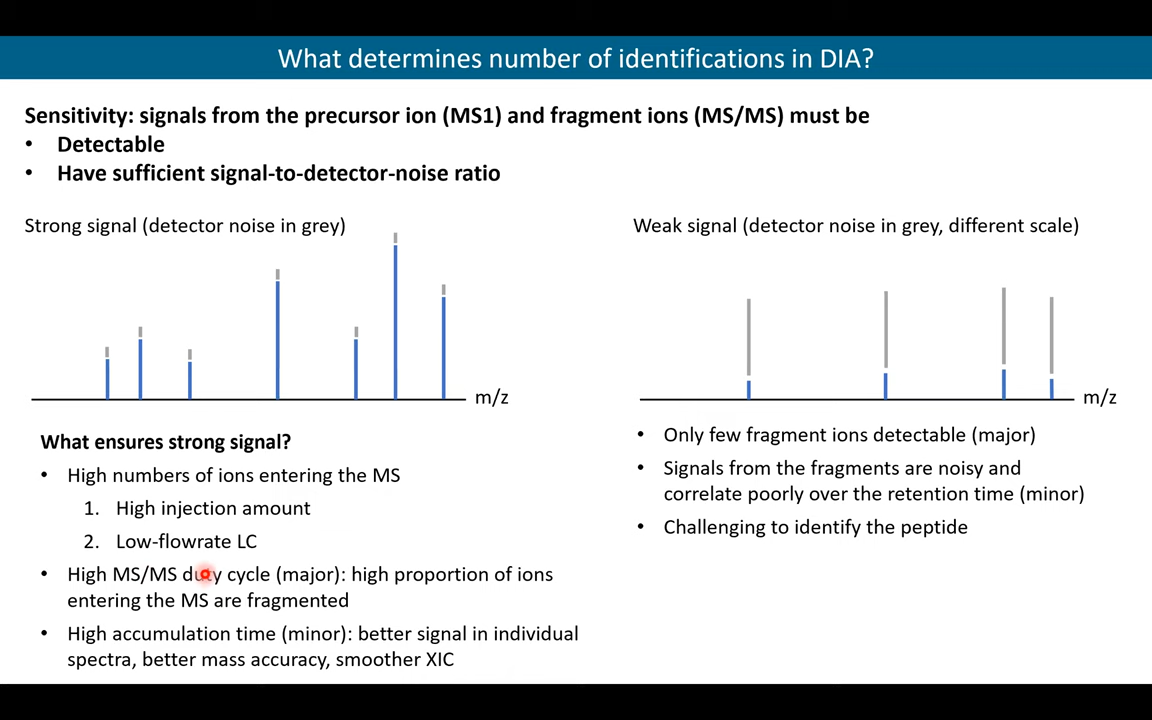 What determines number of identifications in DIA?
Sensitivity: signals from the precursor ion (MS1) and fragment ions (MS/MS) must be
• Detectable
• Have sufficient signal-to-detector-noise ratio
Strong signal (detector noise in grey)
m/z
What ensures strong signal?
• High numbers of ions entering the MS
1. High injection amount
2. Low-flowrate LC
• High MS/MS duty cycle (major): high proportion of ions
entering the MS are fragmented
• High accumulation time (minor): better signal in individual
spectra, better mass accuracy, smoother XIC
Weak signal (detector noise in grey, different scale)
m/z
• Only few fragment ions detectable (major)
• Signals from the fragments are noisy and
correlate poorly over the retention time (minor)
• Challenging to identify the peptide